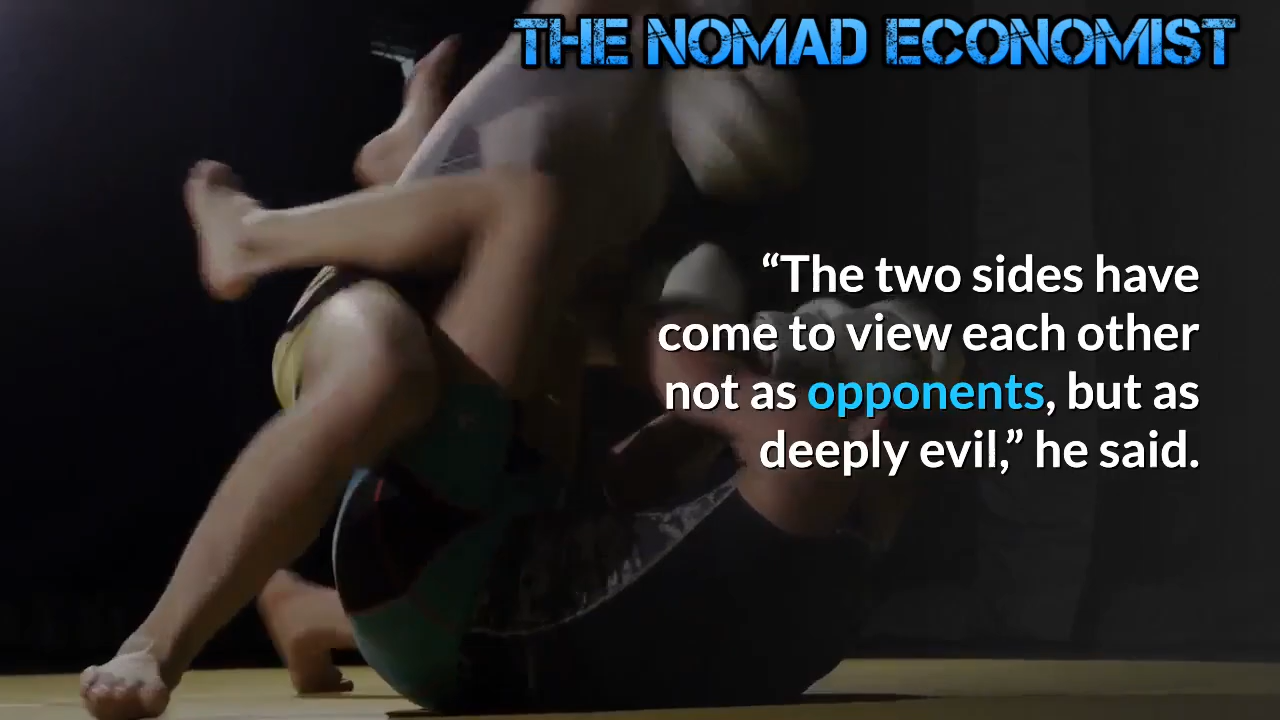 THE NOMAD ECONOMIST
“The two sides have
come to view each other
not as opponents, but as
deeply evil,” he said.